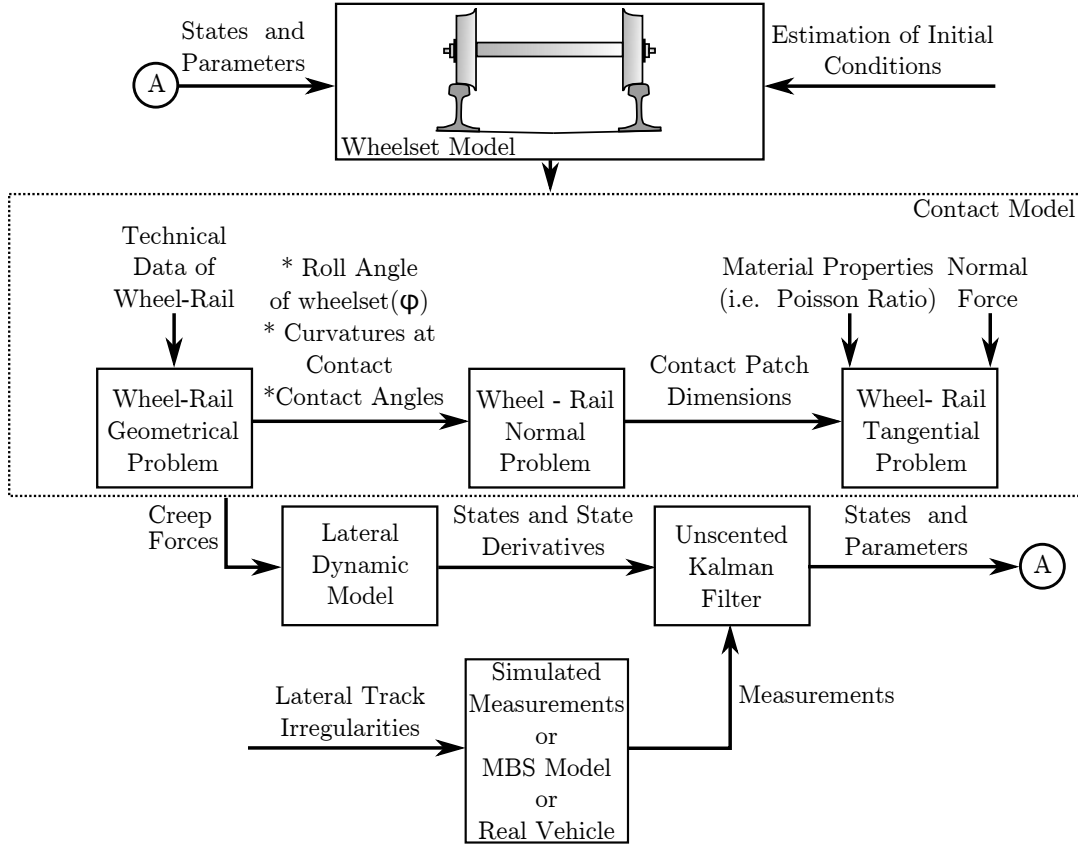 States and
Parameters
A
Estimation of Initial
Conditions
Wheelset Model
Contact Model
Technical
Data of
Wheel-Rail
* Roll Angle
of wheelset(φ)
* Curvatures at
Contact
*Contact Angles
Material Properties
(i.e. Poisson Ratio)
Normal
Force
Wheel-Rail
Geometrical
Problem
Wheel - Rail
Normal
Problem
Contact Patch
Dimensions
Wheel- Rail
Tangential
Problem
Creep
Forces
Lateral
Dynamic
Model
States and State
Derivatives
Unscented
Kalman
Filter
States and
Parameters
A
Lateral Track
Irregularities
Simulated
Measurements
or
MBS Model
or
Real Vehicle
Measurements